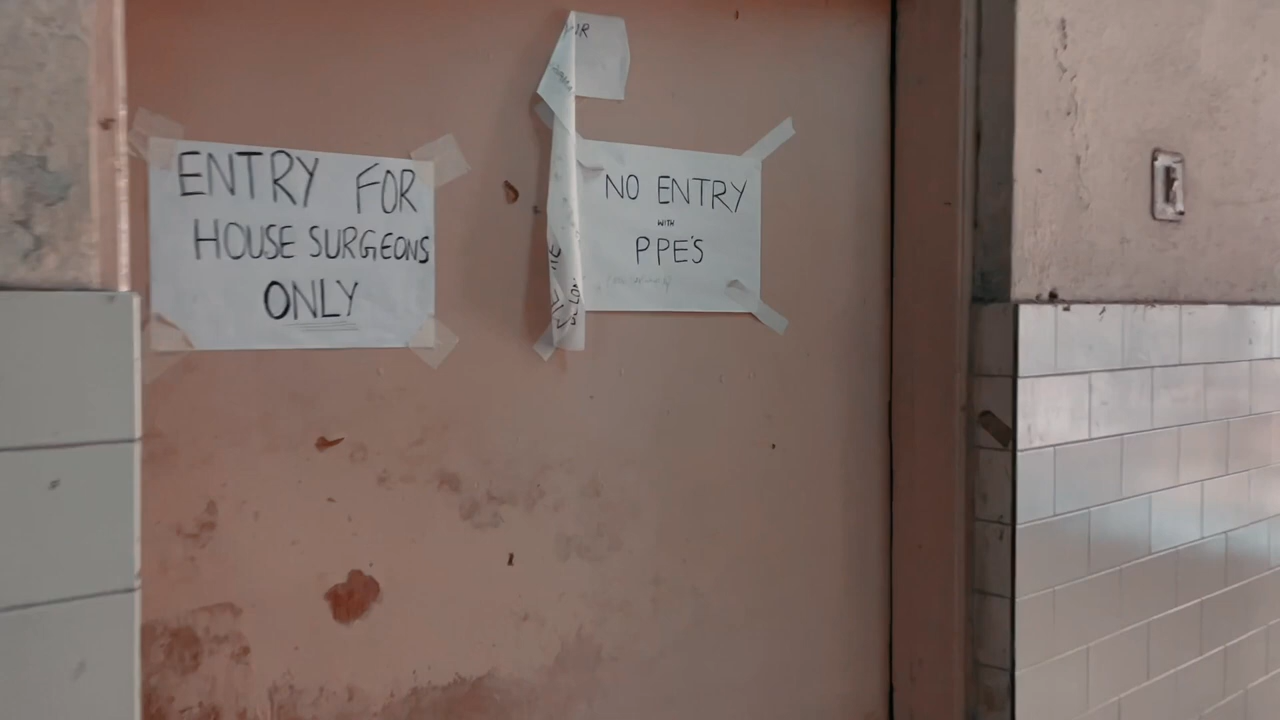 ENTRY FOR
HOUSE SURGEONS
ONLY
NO ENTRY
WITH
PPE'S